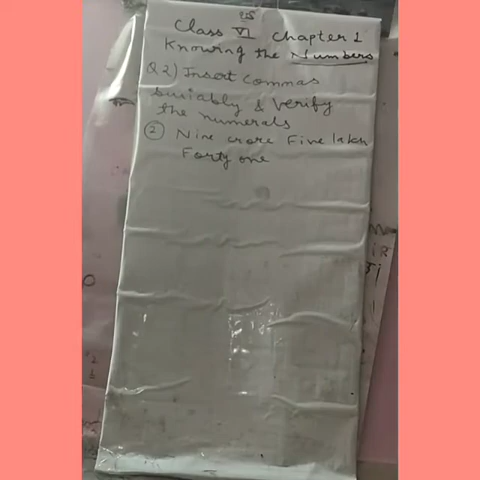 Class VI Chapter 1
Knowing the Numbers
Q 2) Insert commas
suciably & verify
the numerals
② Nine crore Five lakh
Forty one